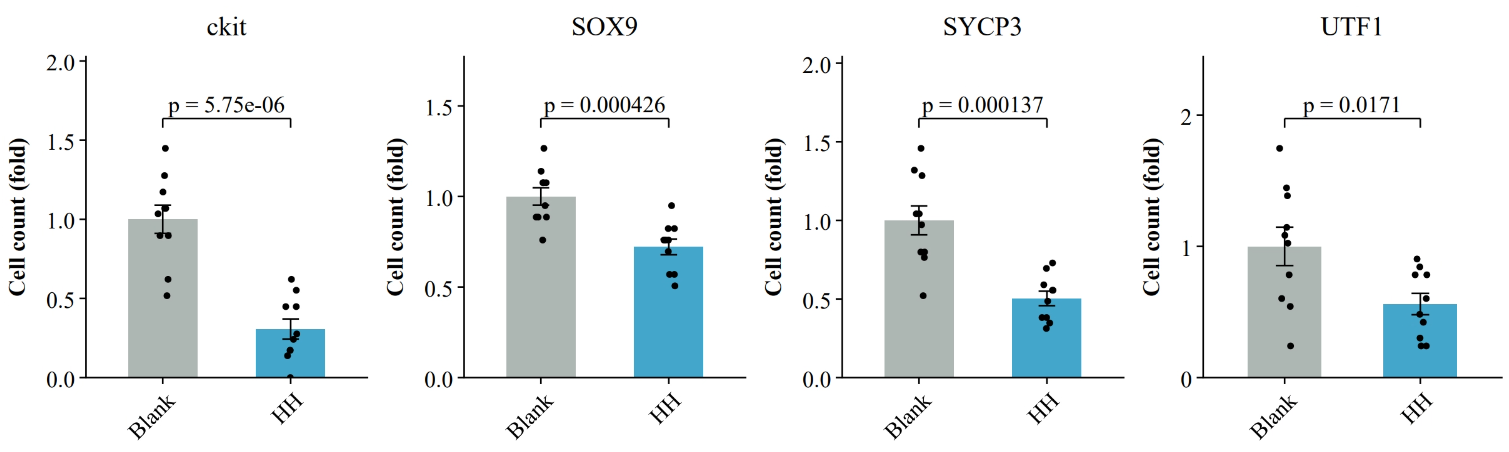 ckit
Cell count (fold)
2.0
1.5
1.0
0.5
0.0
p = 5.75e-06
Blank
HH
SOX9
Cell count (fold)
1.5
1.0
0.5
0.0
p = 0.000426
Blank
HH
SYCP3
Cell count (fold)
2.0
1.5
1.0
0.5
0.0
p = 0.000137
Blank
HH
UTF1
Cell count (fold)
2
1
0
p = 0.0171
Blank
HH